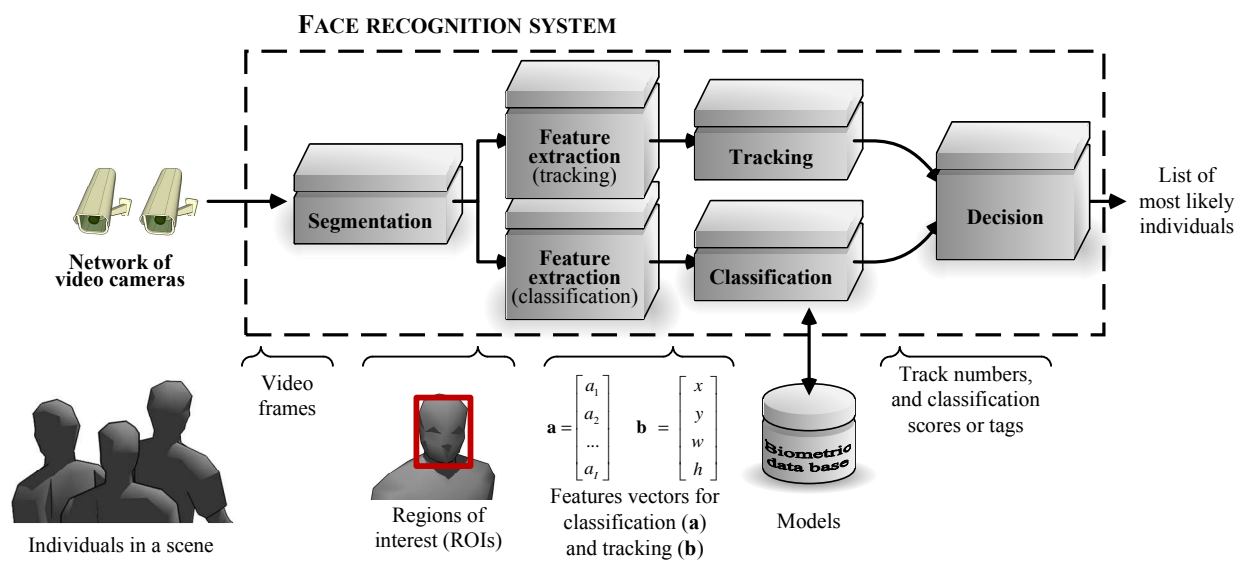 FACE RECOGNITION SYSTEM
Feature
extraction
(tracking)
Tracking
Segmentation
Decision
List of
most likely
individuals
Network of
video cameras
Feature
extraction
(classification)
Classification
Video
frames
a = [a1 a2 ... aI]
b = [x y w h]
Track numbers,
and classification
scores or tags
Biometric
data base
Features vectors for
classification (a)
and tracking (b)
Regions of
interest (ROIs)
Models
Individuals in a scene